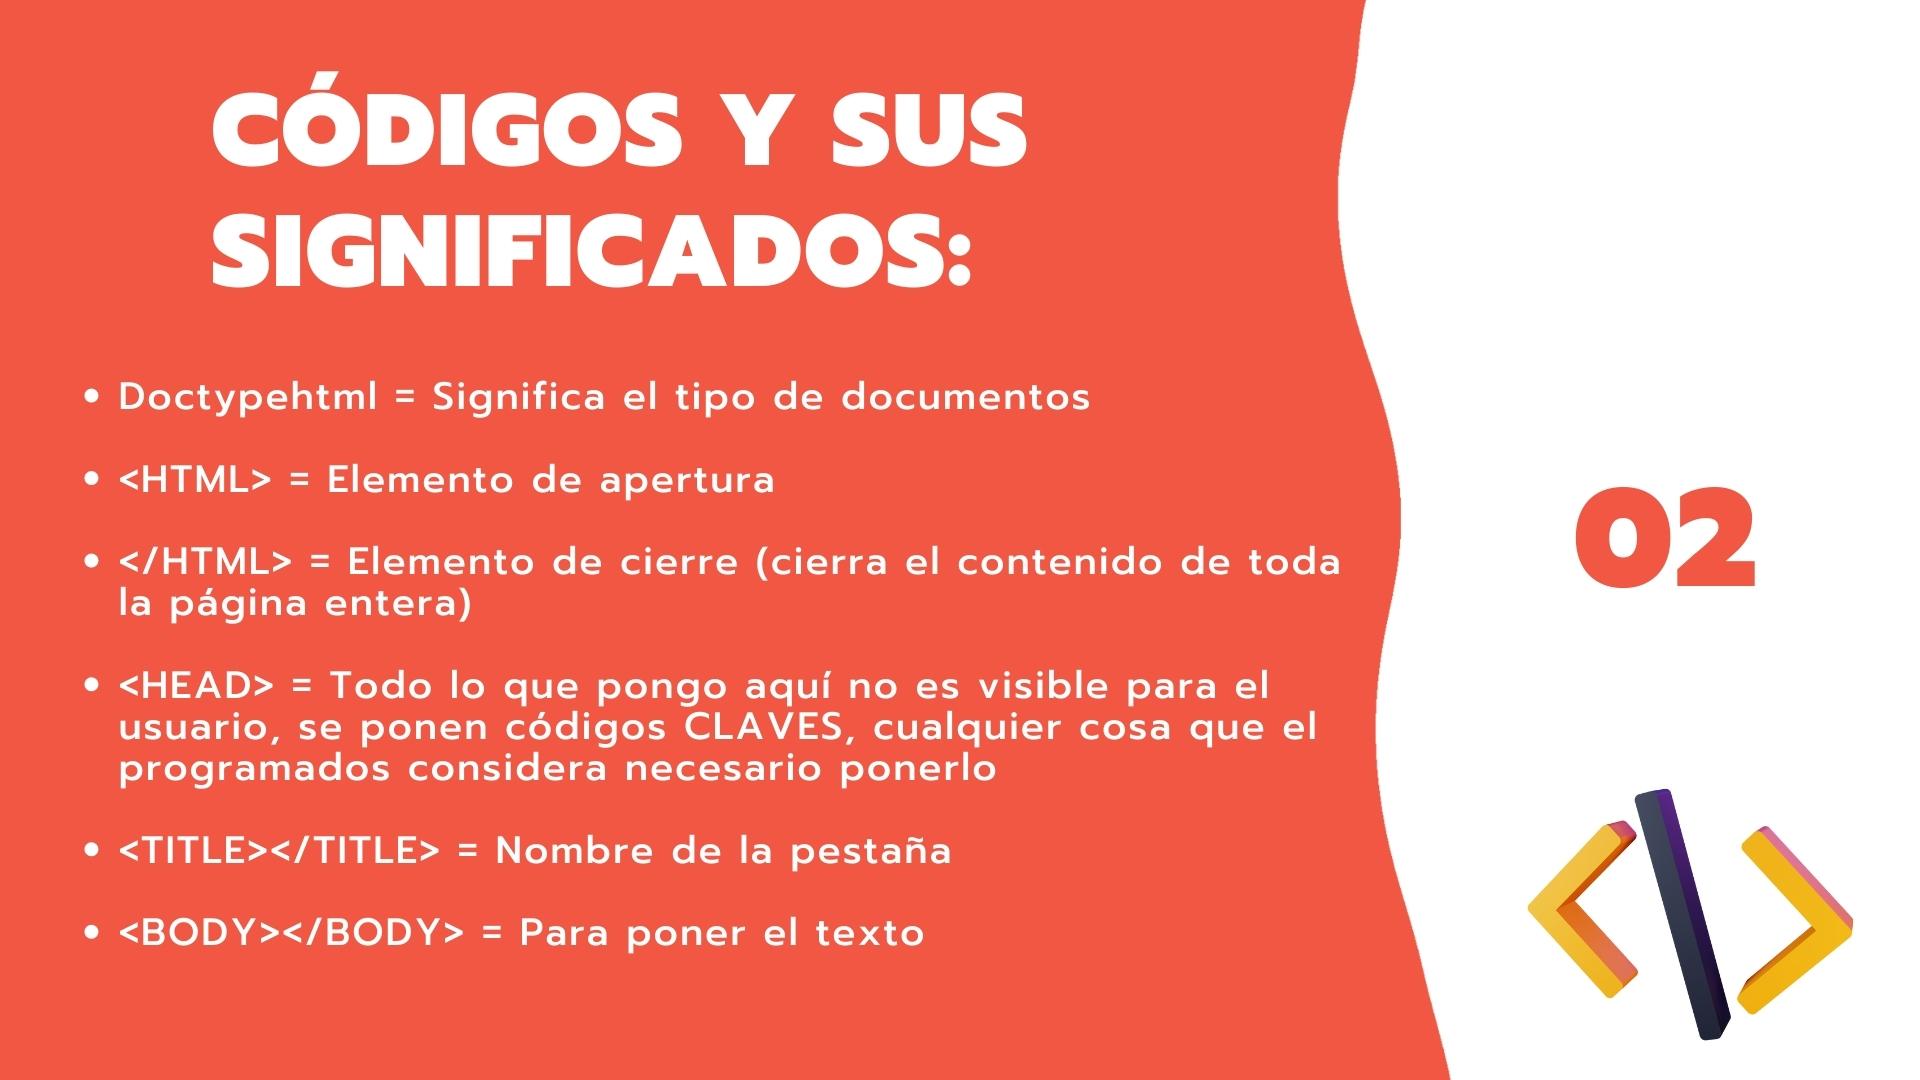 CÓDIGOS Y SUS
SIGNIFICADOS:
• Doctypehtml = Significa el tipo de documentos
• <HTML> = Elemento de apertura
• </HTML> = Elemento de cierre (cierra el contenido de toda
la página entera)
• <HEAD> = Todo lo que pongo aquí no es visible para el
usuario, se ponen códigos CLAVES, cualquier cosa que el
programados considera necesario ponerlo
• <TITLE></TITLE> = Nombre de la pestaña
• <BODY></BODY> = Para poner el texto
02